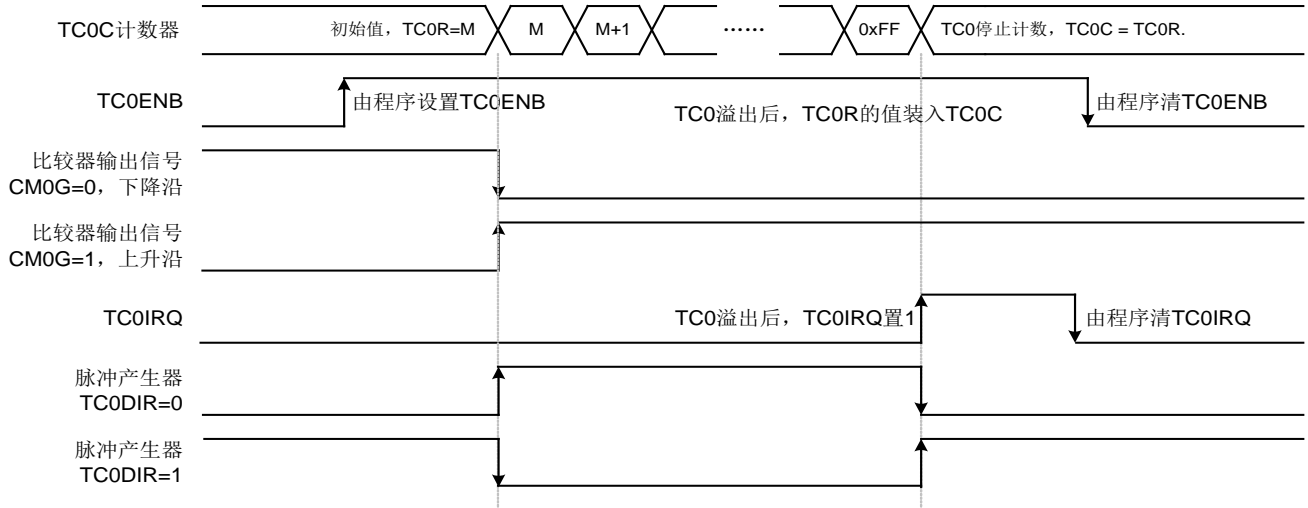 TC0C计数器
初始值，TC0R=M
M
M+1
……
0xFF
TC0停止计数，TC0C = TC0R.
TC0ENB
由程序设置TC0ENB
TC0溢出后，TC0R的值装入TC0C
由程序清TC0ENB
比较器输出信号
CM0G=0，下降沿
比较器输出信号
CM0G=1，上升沿
TC0IRQ
TC0溢出后，TC0IRQ置1
由程序清TC0IRQ
脉冲产生器
TC0DIR=0
脉冲产生器
TC0DIR=1